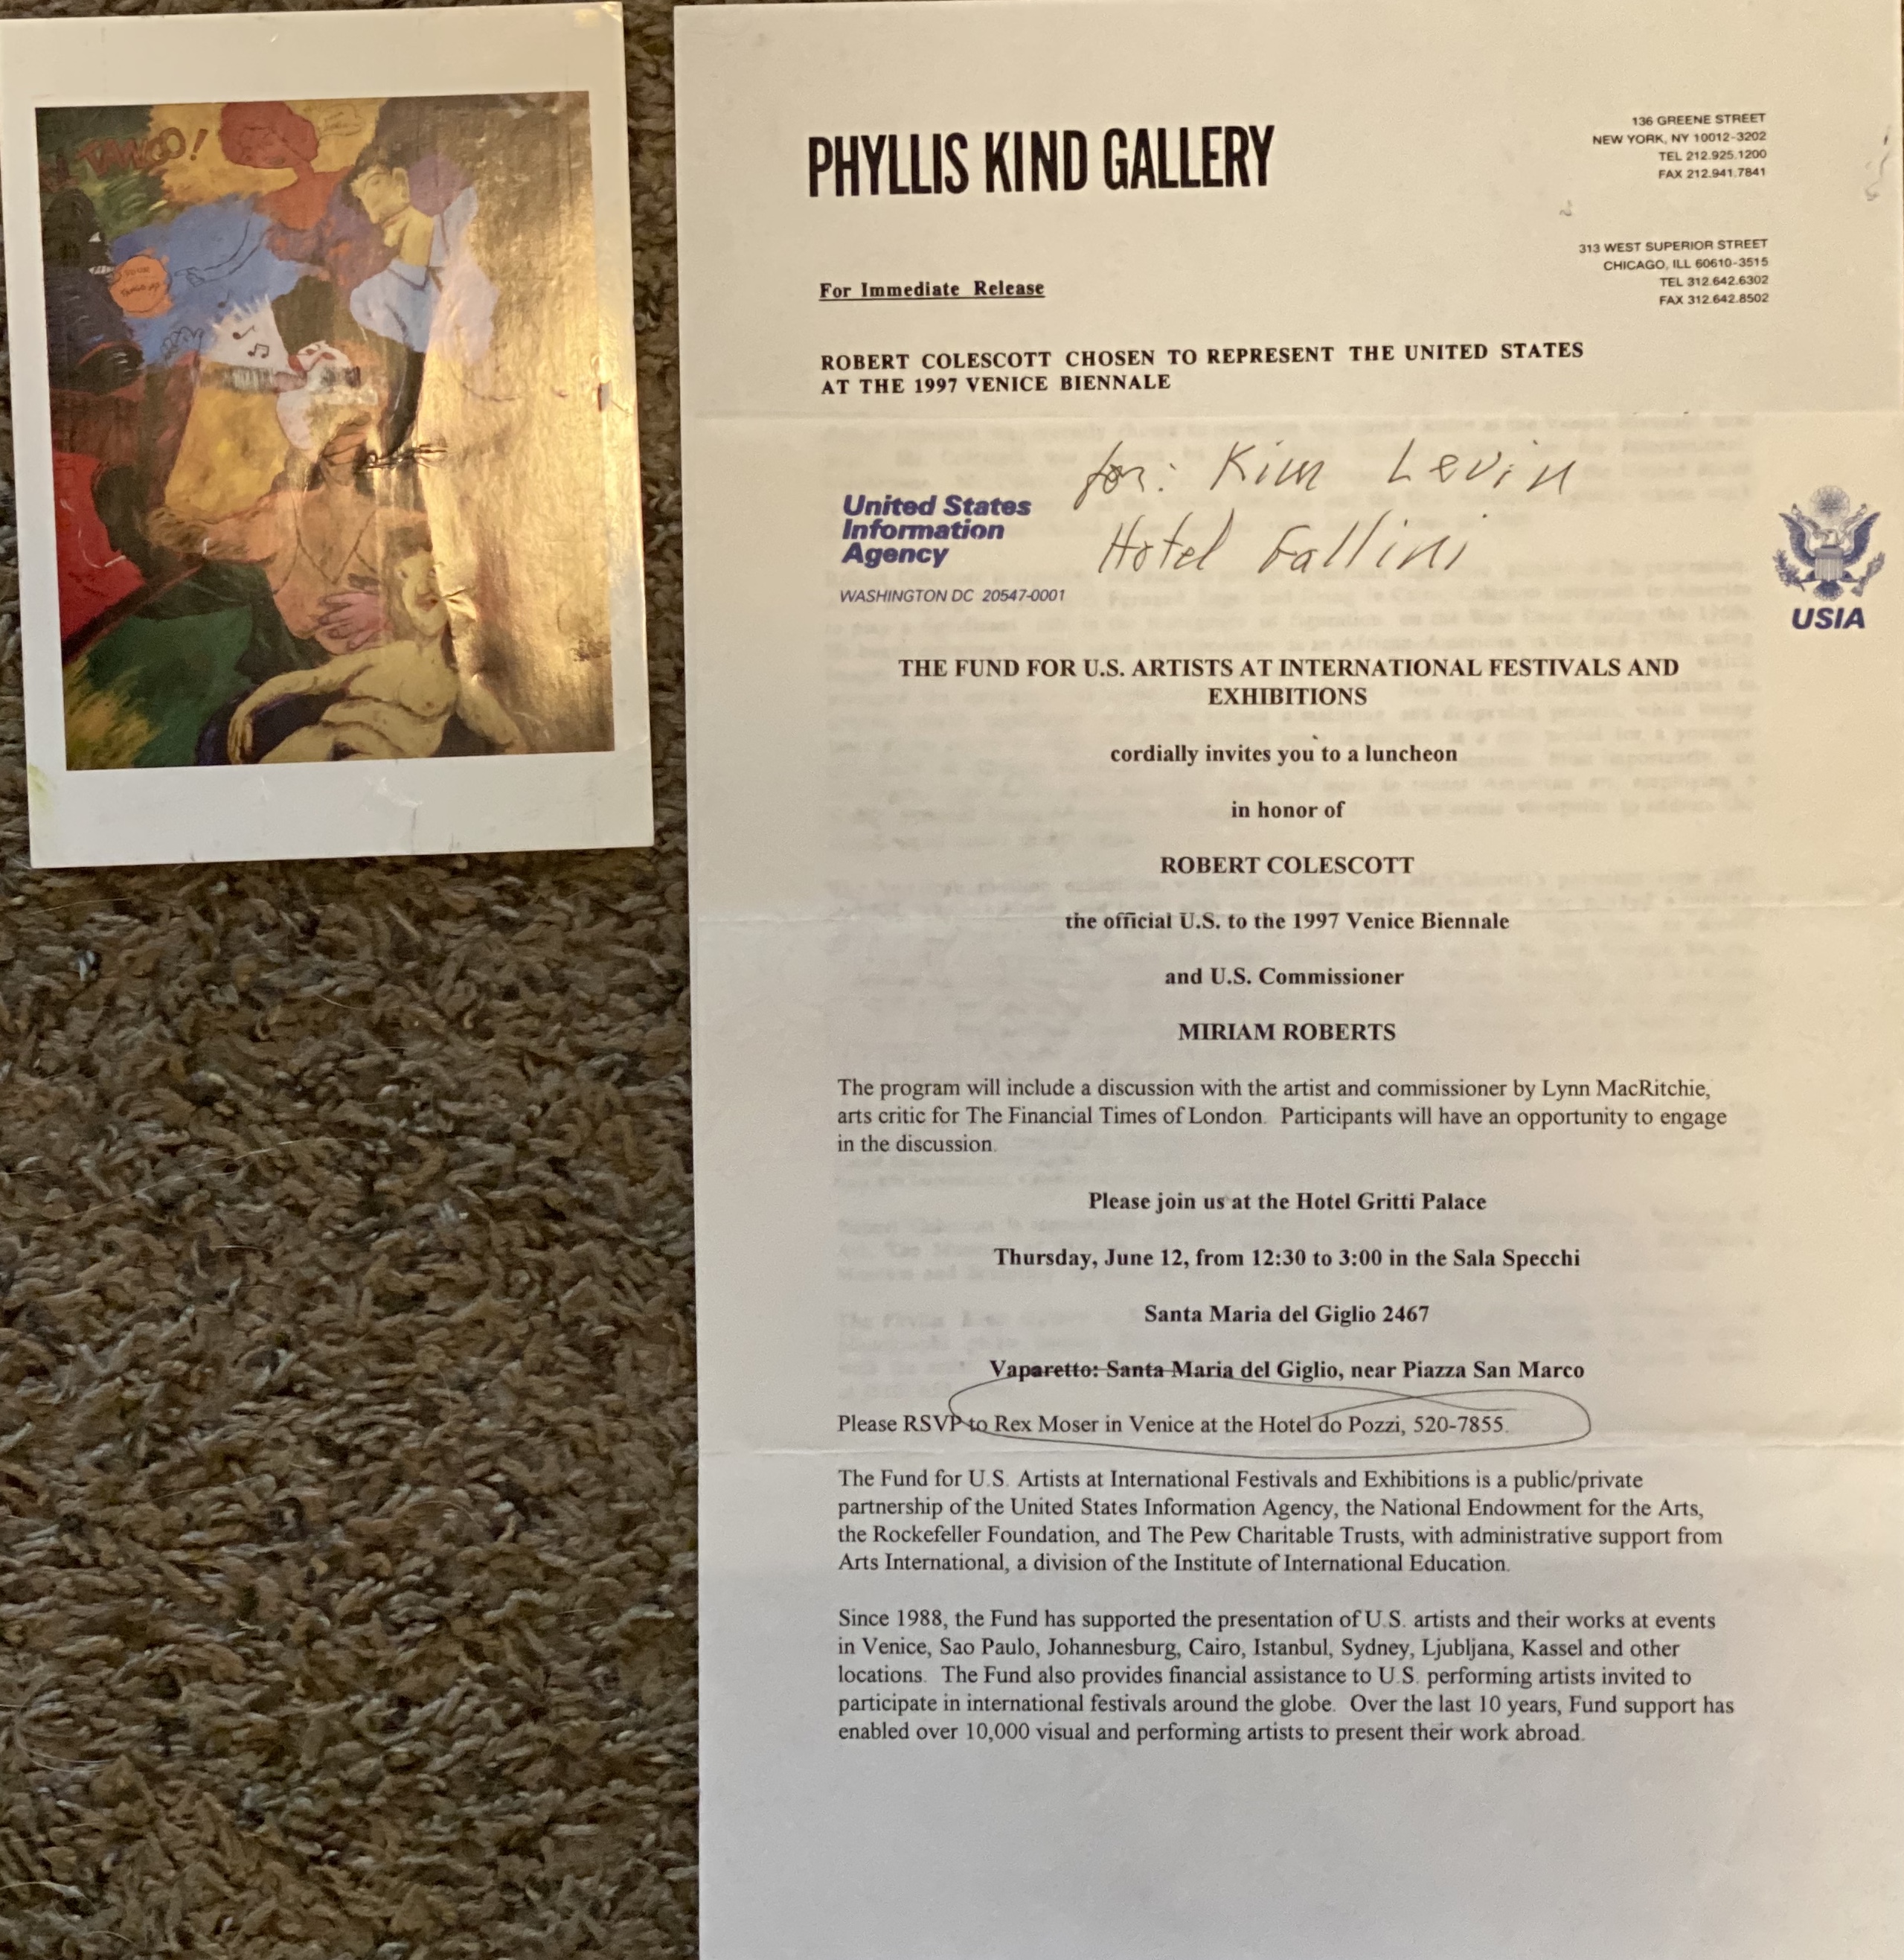 TANGO!
PHYLLIS KIND GALLERY
136 GREENE STREET
NEW YORK, NY 10012-3202
TEL 212.925.1200
FAX 212.941.7841
313 WEST SUPERIOR STREET
CHICAGO, ILL 60610-3515
TEL 312.642.6302
FAX 312.642.8502
For Immediate Release
ROBERT COLESCOTT CHOSEN TO REPRESENT THE UNITED STATES
AT THE 1997 VENICE BIENNALE
for: Kim Levin
Hotel Gallini
United States
Information
Agency
WASHINGTON DC 20547-0001
USIA
THE FUND FOR U.S. ARTISTS AT INTERNATIONAL FESTIVALS AND
EXHIBITIONS
cordially invites you to a luncheon
in honor of
ROBERT COLESCOTT
the official U.S. to the 1997 Venice Biennale
and U.S. Commissioner
MIRIAM ROBERTS
The program will include a discussion with the artist and commissioner by Lynn MacRitchie,
arts critic for The Financial Times of London. Participants will have an opportunity to engage
in the discussion.
Please join us at the Hotel Gritti Palace
Thursday, June 12, from 12:30 to 3:00 in the Sala Specchi
Santa Maria del Giglio 2467
Vaparetto: Santa Maria del Giglio, near Piazza San Marco
Please RSVP to Rex Moser in Venice at the Hotel do Pozzi, 520-7855.
The Fund for U.S. Artists at International Festivals and Exhibitions is a public/private
partnership of the United States Information Agency, the National Endowment for the Arts,
the Rockefeller Foundation, and The Pew Charitable Trusts, with administrative support from
Arts International, a division of the Institute of International Education.
Since 1988, the Fund has supported the presentation of U.S. artists and their works at events
in Venice, Sao Paulo, Johannesburg, Cairo, Istanbul, Sydney, Ljubljana, Kassel and other
locations. The Fund also provides financial assistance to U.S. performing artists invited to
participate in international festivals around the globe. Over the last 10 years, Fund support has
enabled over 10,000 visual and performing artists to present their work abroad.